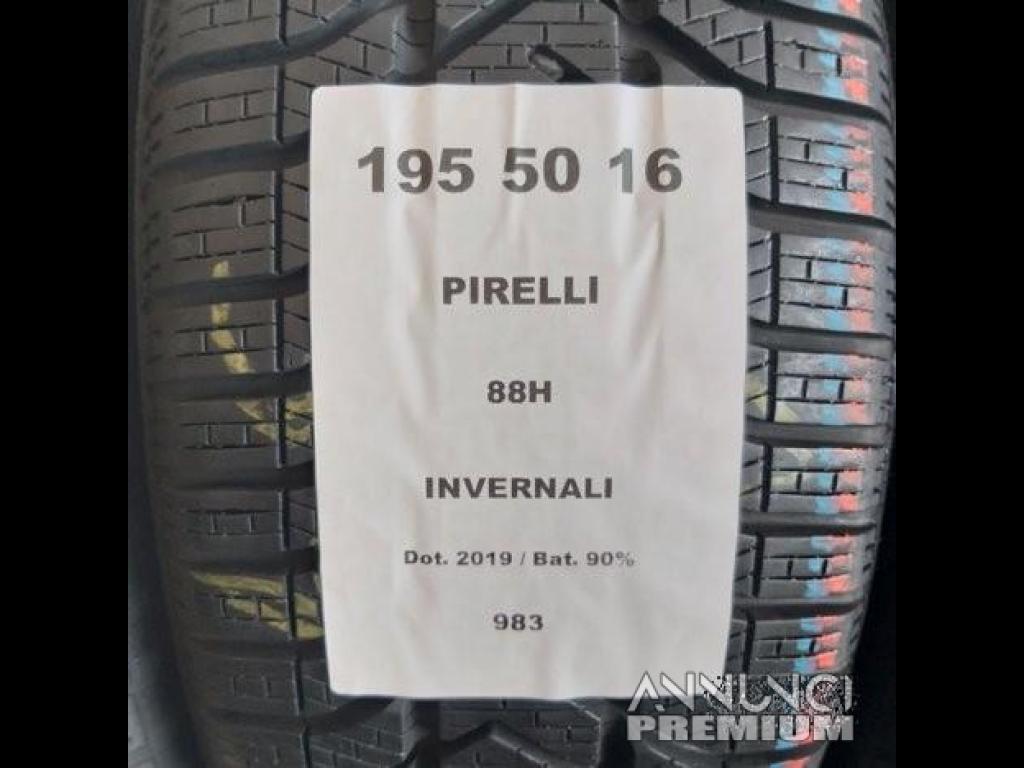 195 50 16
PIRELLI
88H
INVERNALI
Dot. 2019 / Bat. 90%
983
ANNUNCI
PREMIUM